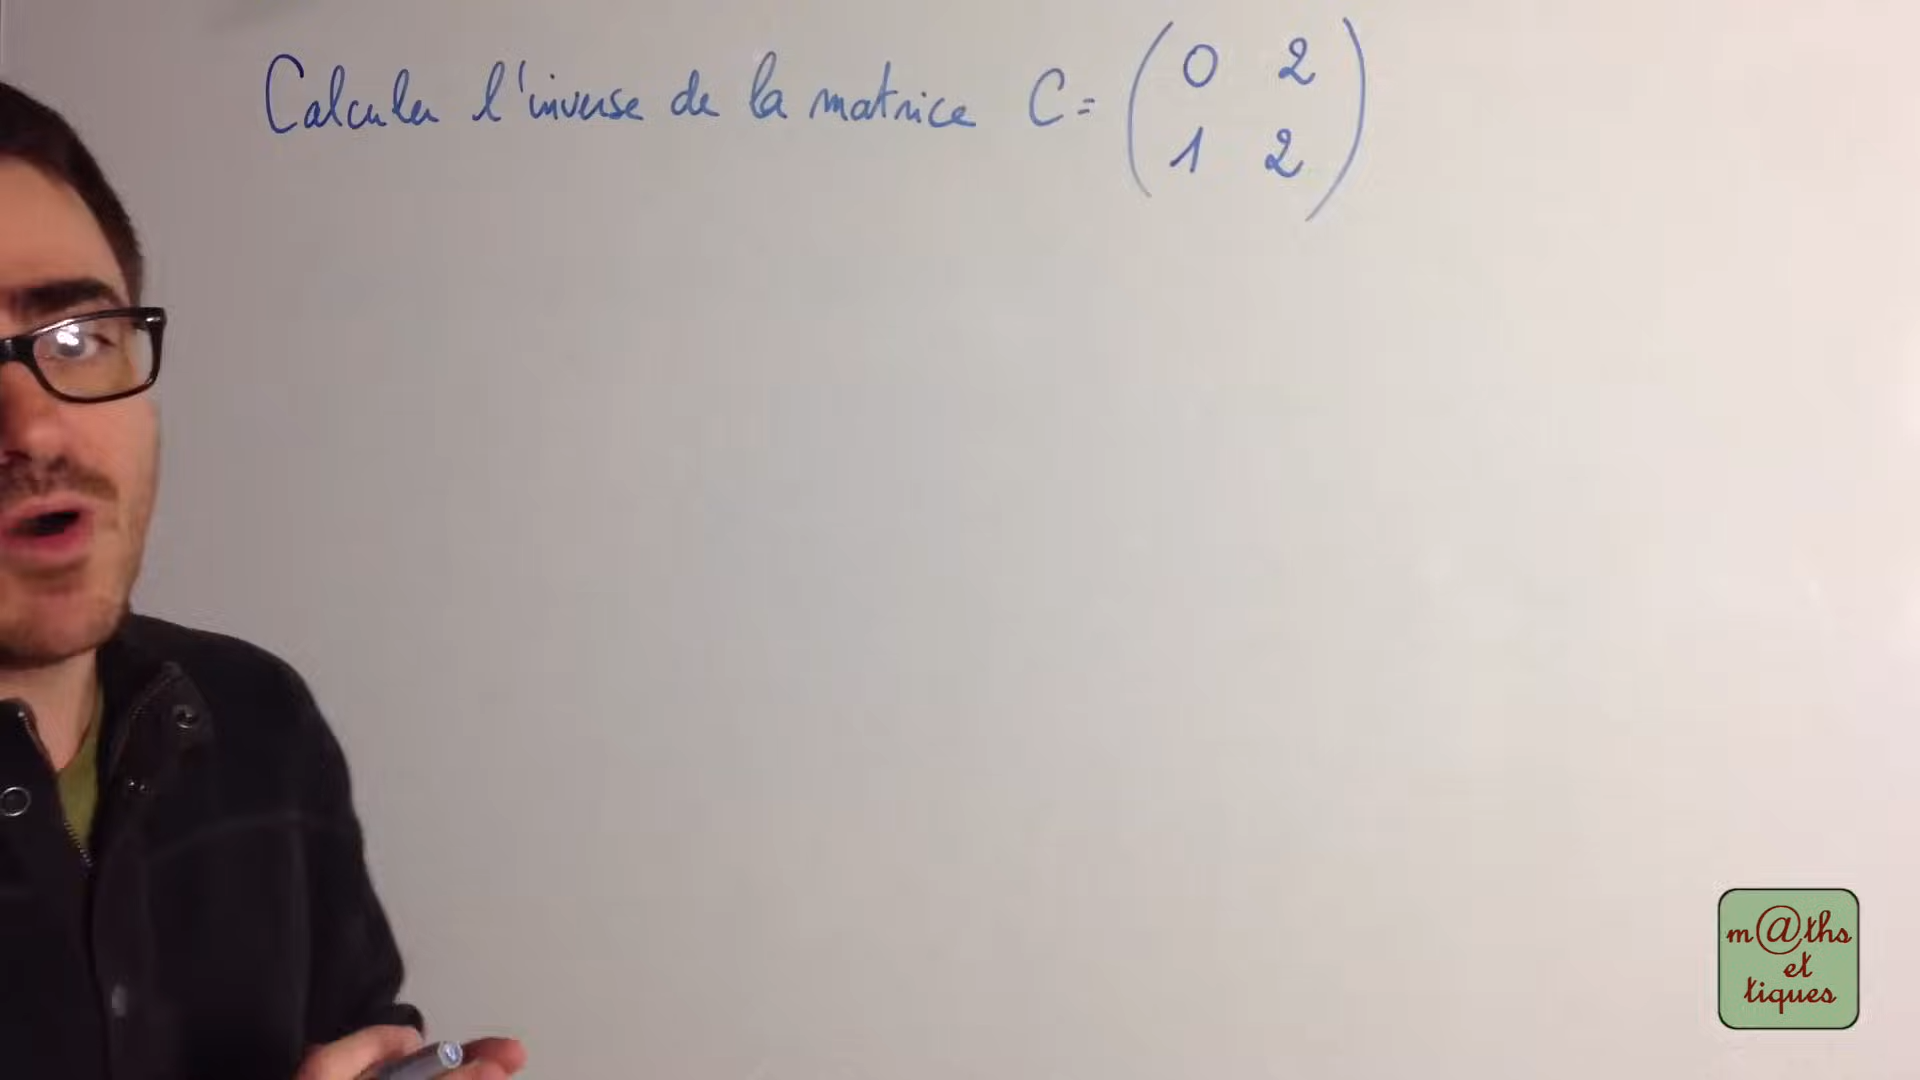 Calculer l'inverse de la matrice C = ( 0 2
1 2 )
m@ths
et
tiques